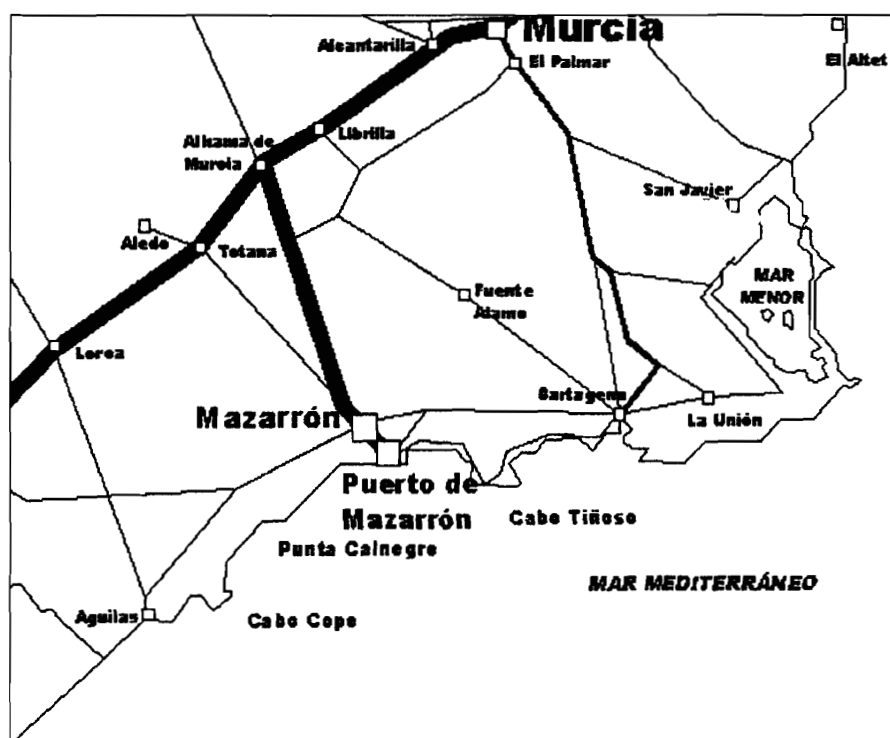 Murcia
Alcantarilla
El Palmar
El Altet
Librilla
Alhama de
Murcia
San Javier
Aledo
Totana
MAR
MENOR
Fuente
Alamo
Lorca
Cartagena
Mazarrón
La Unión
Puerto de
Mazarrón
Cabo Tiñoso
Punta Calnegre
MAR MEDITERRÁNEO
Aguilas
Cabo Cope